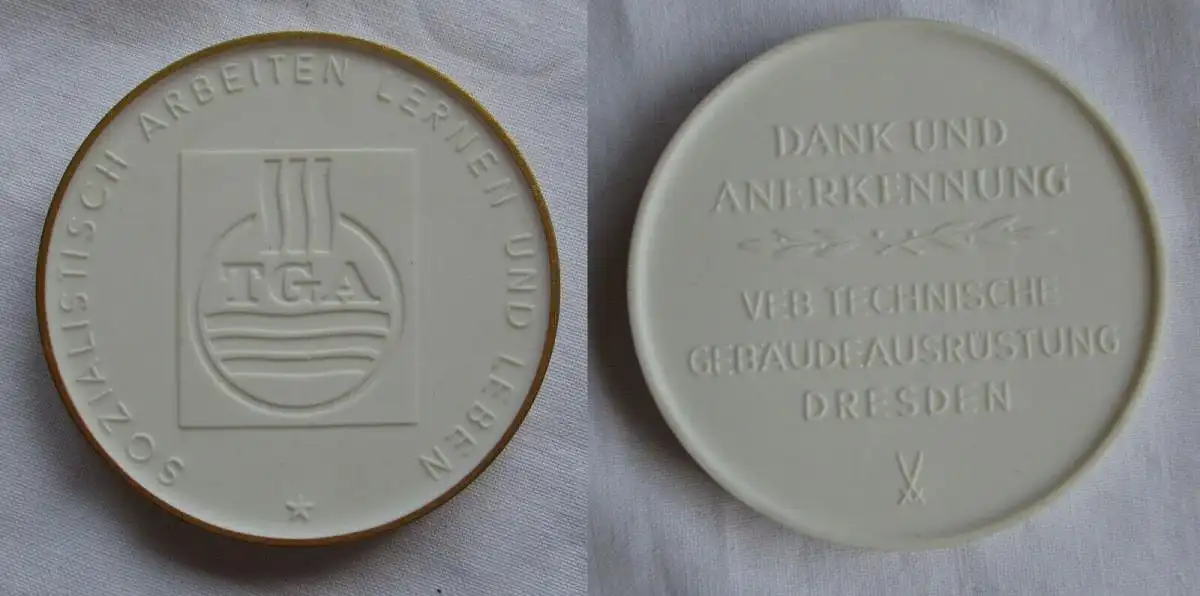 SOZIALISTISCH ARBEITEN LERNEN UND LEBEN
TGA
DANK UND
ANERKENNUNG
VEB TECHNISCHE
GEBÄUDEAUSRÜSTUNG
DRESDEN